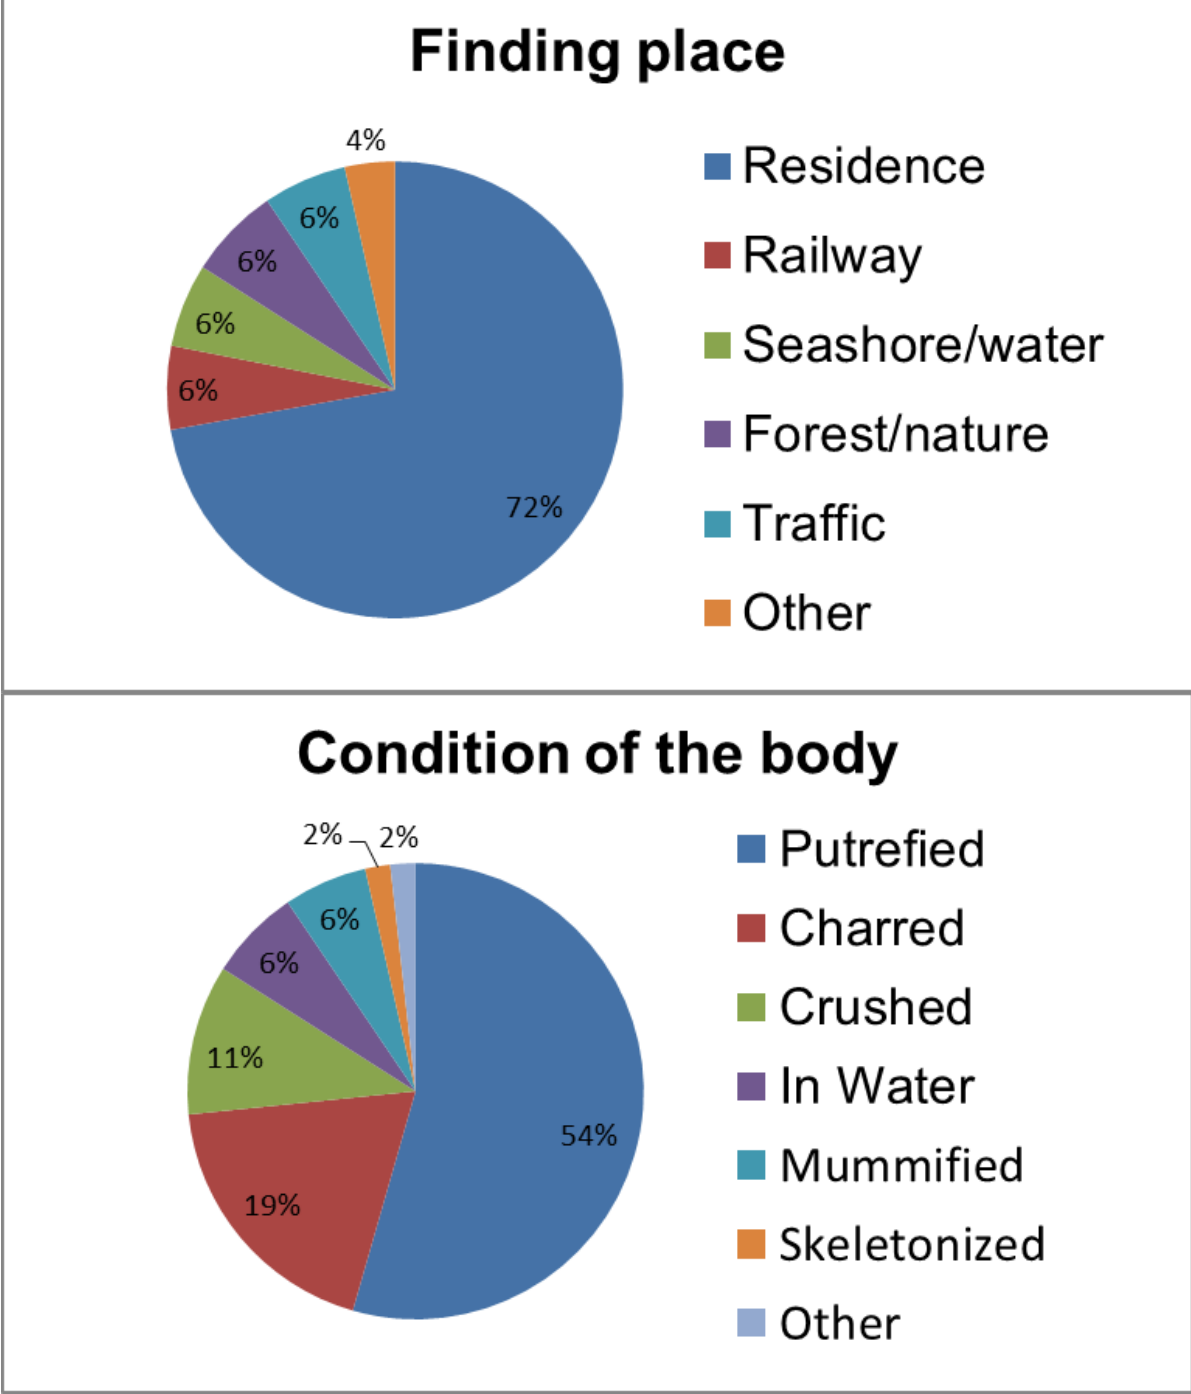 Finding place
4%
6%
6%
6%
6%
72%
Residence
Railway
Seashore/water
Forest/nature
Traffic
Other
Condition of the body
2%
2%
6%
6%
11%
19%
54%
Putrefied
Charred
Crushed
In Water
Mummified
Skeletonized
Other